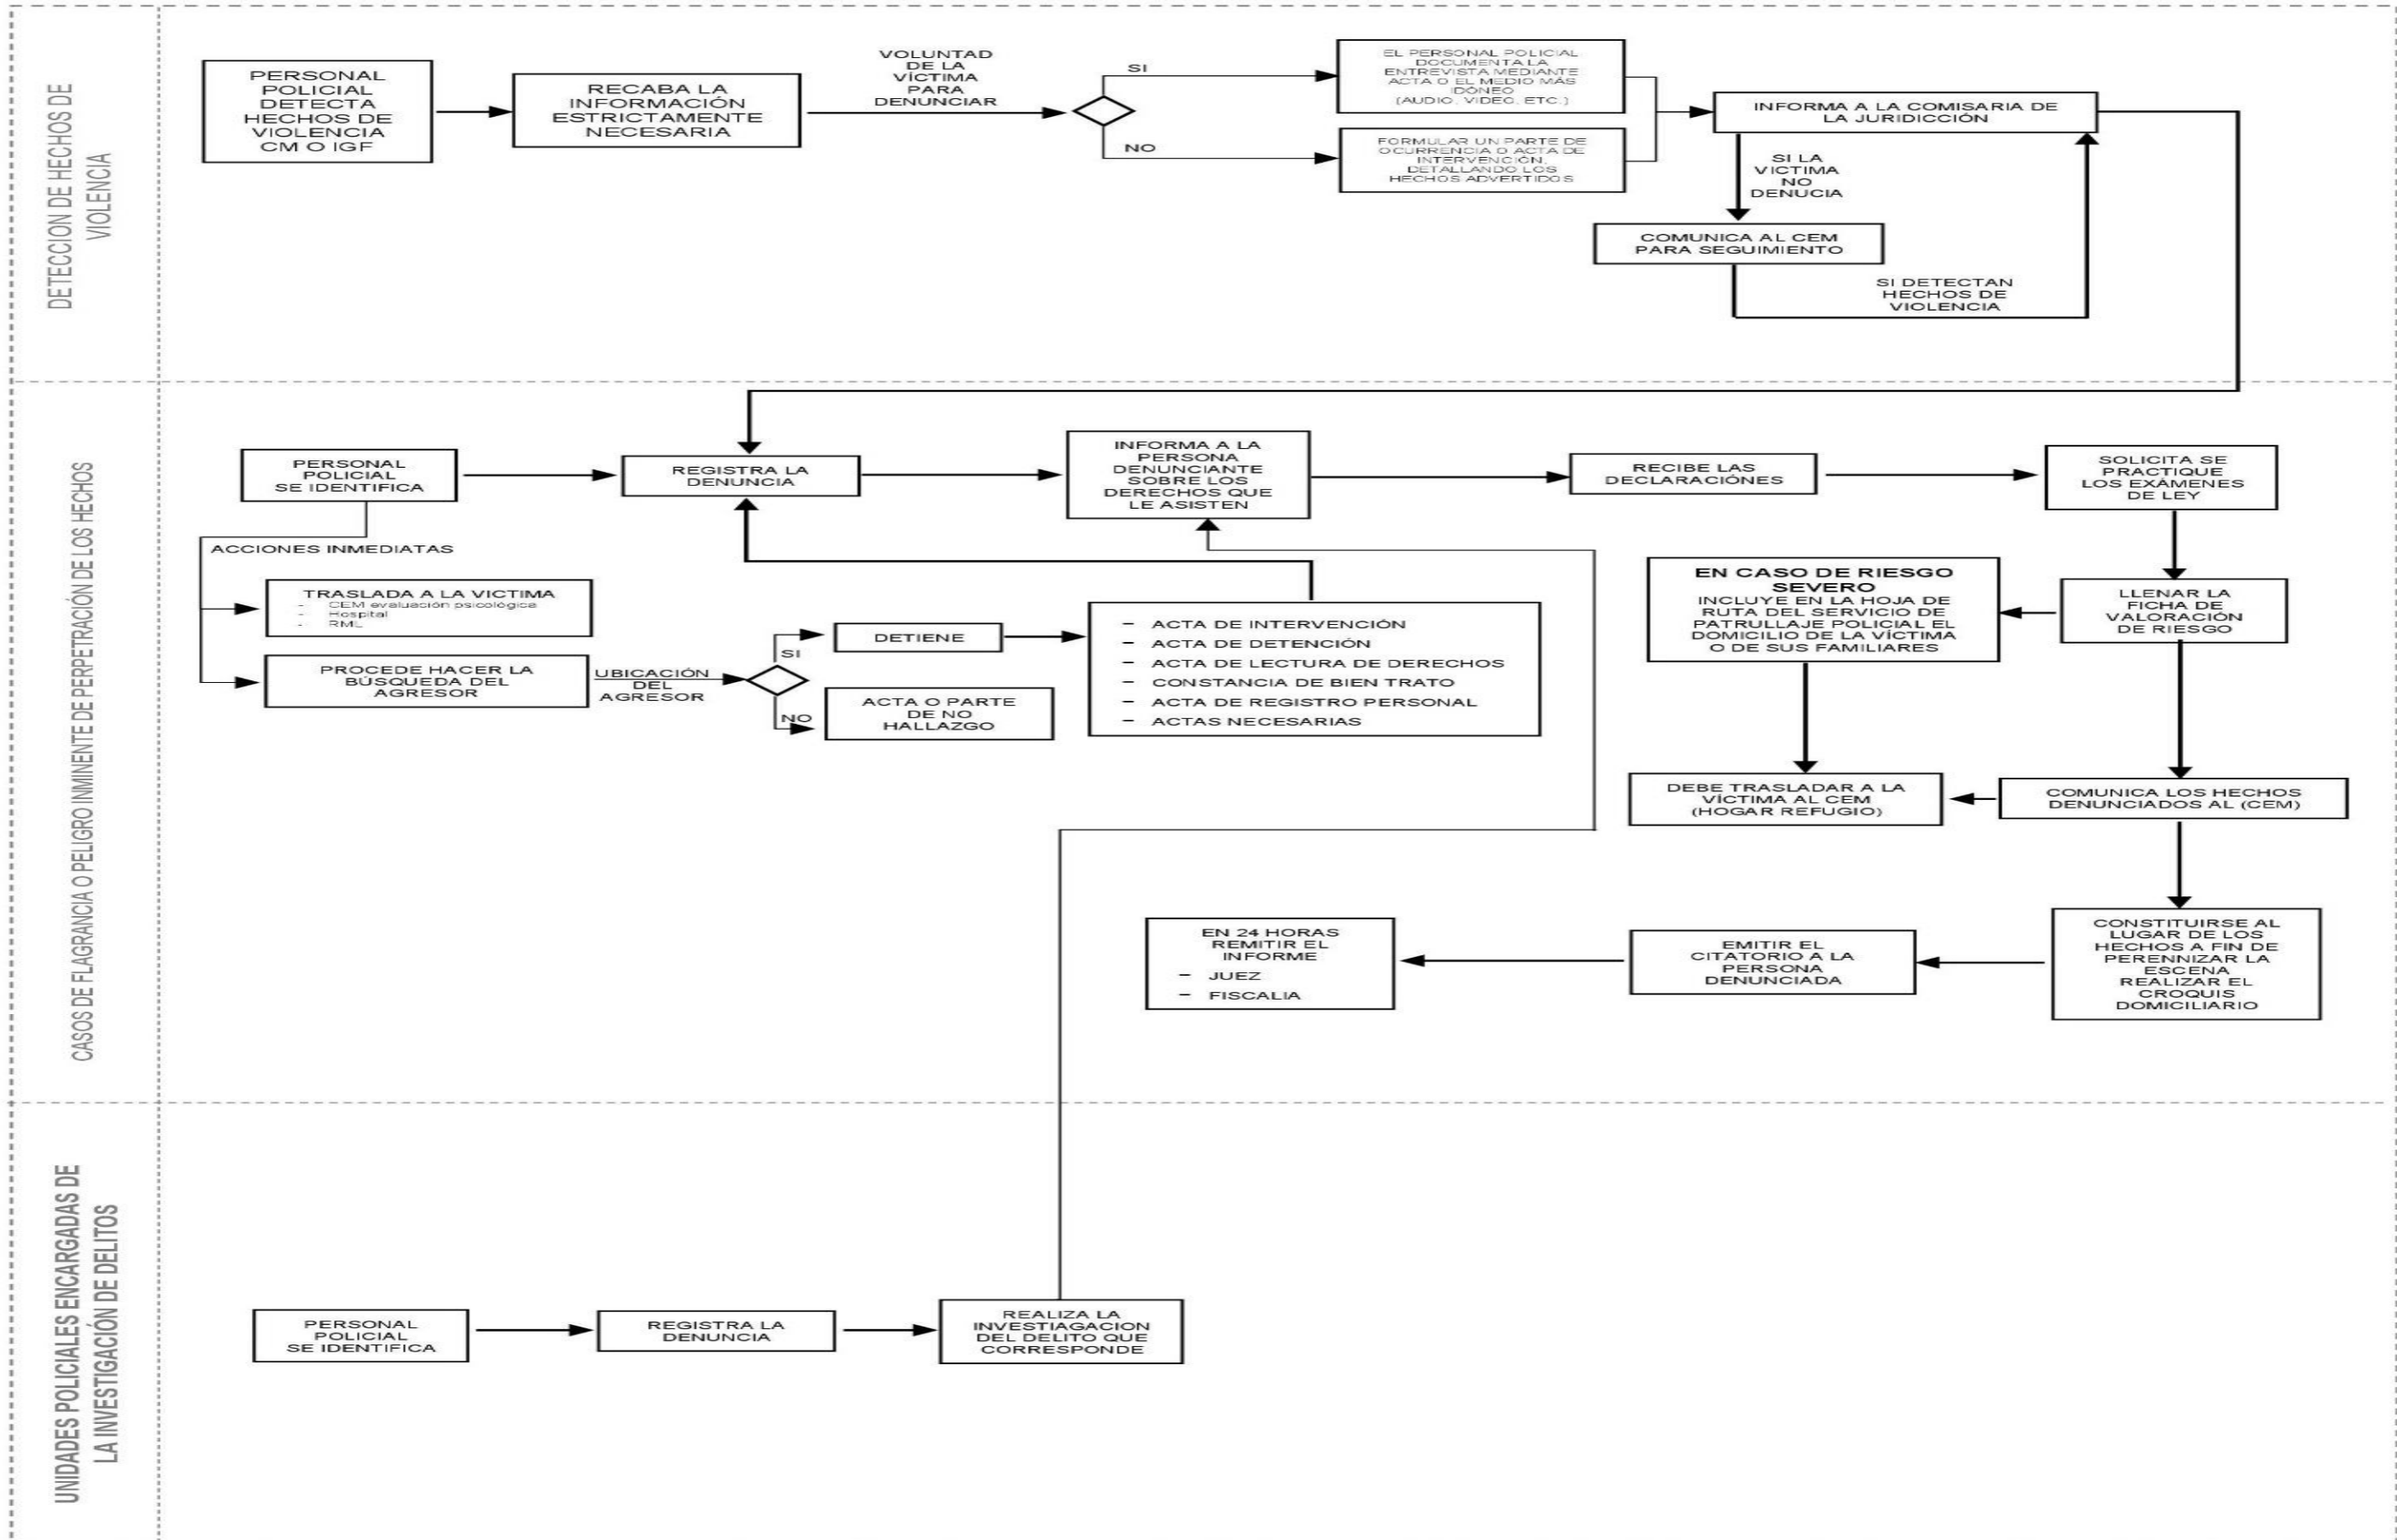 DETECCION DE HECHOS DE
VIOLENCIA
PERSONAL
POLICIAL
DETECTA
HECHOS DE
VIOLENCIA
CM O IGF
RECABA LA
INFORMACIÓN
ESTRICTAMENTE
NECESARIA
VOLUNTAD
DE LA
VÍCTIMA
PARA
DENUNCIAR
SI
NO
EL PERSONAL POLICIAL
DOCUMENTA LA
ENTREVISTA MEDIANTE
ACTA O EL MEDIO MÁS
IDÓNEO
(AUDIO, VIDEO, ETC.)
FORMULAR UN PARTE DE
OCURRENCIA O ACTA DE
INTERVENCIÓN,
DETALLANDO LOS
HECHOS ADVERTIDOS
INFORMA A LA COMISARIA DE
LA JURIDICCIÓN
SI LA
VICTIMA
NO
DENUCIA
COMUNICA AL CEM
PARA SEGUIMIENTO
SI DETECTAN
HECHOS DE
VIOLENCIA
CASOS DE FLAGRANCIA O PELIGRO INMINENTE DE PERPETRACIÓN DE LOS HECHOS
PERSONAL
POLICIAL
SE IDENTIFICA
REGISTRA LA
DENUNCIA
INFORMA A LA
PERSONA
DENUNCIANTE
SOBRE LOS
DERECHOS QUE
LE ASISTEN
RECIBE LAS
DECLARACIÓNES
SOLICITA SE
PRACTIQUE
LOS EXÁMENES
DE LEY
ACCIONES INMEDIATAS
TRASLADA A LA VICTIMA
- CEM evaluación psicológica
- Hospital
- RML
PROCEDE HACER LA
BÚSQUEDA DEL
AGRESOR
UBICACIÓN
DEL
AGRESOR
SI
NO
DETIENE
ACTA O PARTE
DE NO
HALLAZGO
- ACTA DE INTERVENCIÓN
- ACTA DE DETENCIÓN
- ACTA DE LECTURA DE DERECHOS
- CONSTANCIA DE BIEN TRATO
- ACTA DE REGISTRO PERSONAL
- ACTAS NECESARIAS
EN CASO DE RIESGO
SEVERO
INCLUYE EN LA HOJA DE
RUTA DEL SERVICIO DE
PATRULLAJE POLICIAL EL
DOMICILIO DE LA VÍCTIMA
O DE SUS FAMILIARES
LLENAR LA
FICHA DE
VALORACIÓN
DE RIESGO
DEBE TRASLADAR A LA
VÍCTIMA AL CEM
(HOGAR REFUGIO)
COMUNICA LOS HECHOS
DENUNCIADOS AL (CEM)
EN 24 HORAS
REMITIR EL
INFORME
- JUEZ
- FISCALIA
EMITIR EL
CITATORIO A LA
PERSONA
DENUNCIADA
CONSTITUIRSE AL
LUGAR DE LOS
HECHOS A FIN DE
PERENNIZAR LA
ESCENA
REALIZAR EL
CROQUIS
DOMICILIARIO
UNIDADES POLICIALES ENCARGADAS DE
LA INVESTIGACIÓN DE DELITOS
PERSONAL
POLICIAL
SE IDENTIFICA
REGISTRA LA
DENUNCIA
REALIZA LA
INVESTIAGACION
DEL DELITO QUE
CORRESPONDE